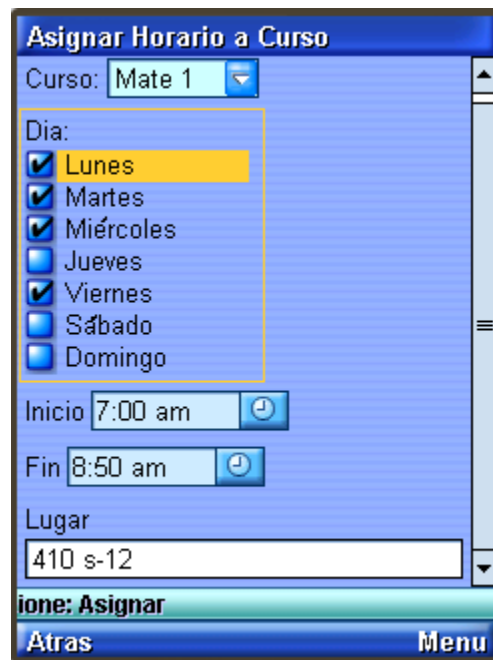 Asignar Horario a Curso
Curso: Mate 1
Dia:
Lunes
Martes
Miércoles
Jueves
Viernes
Sábado
Domingo
Inicio 7:00 am
Fin 8:50 am
Lugar
410 s-12
ione: Asignar
Atras Menu